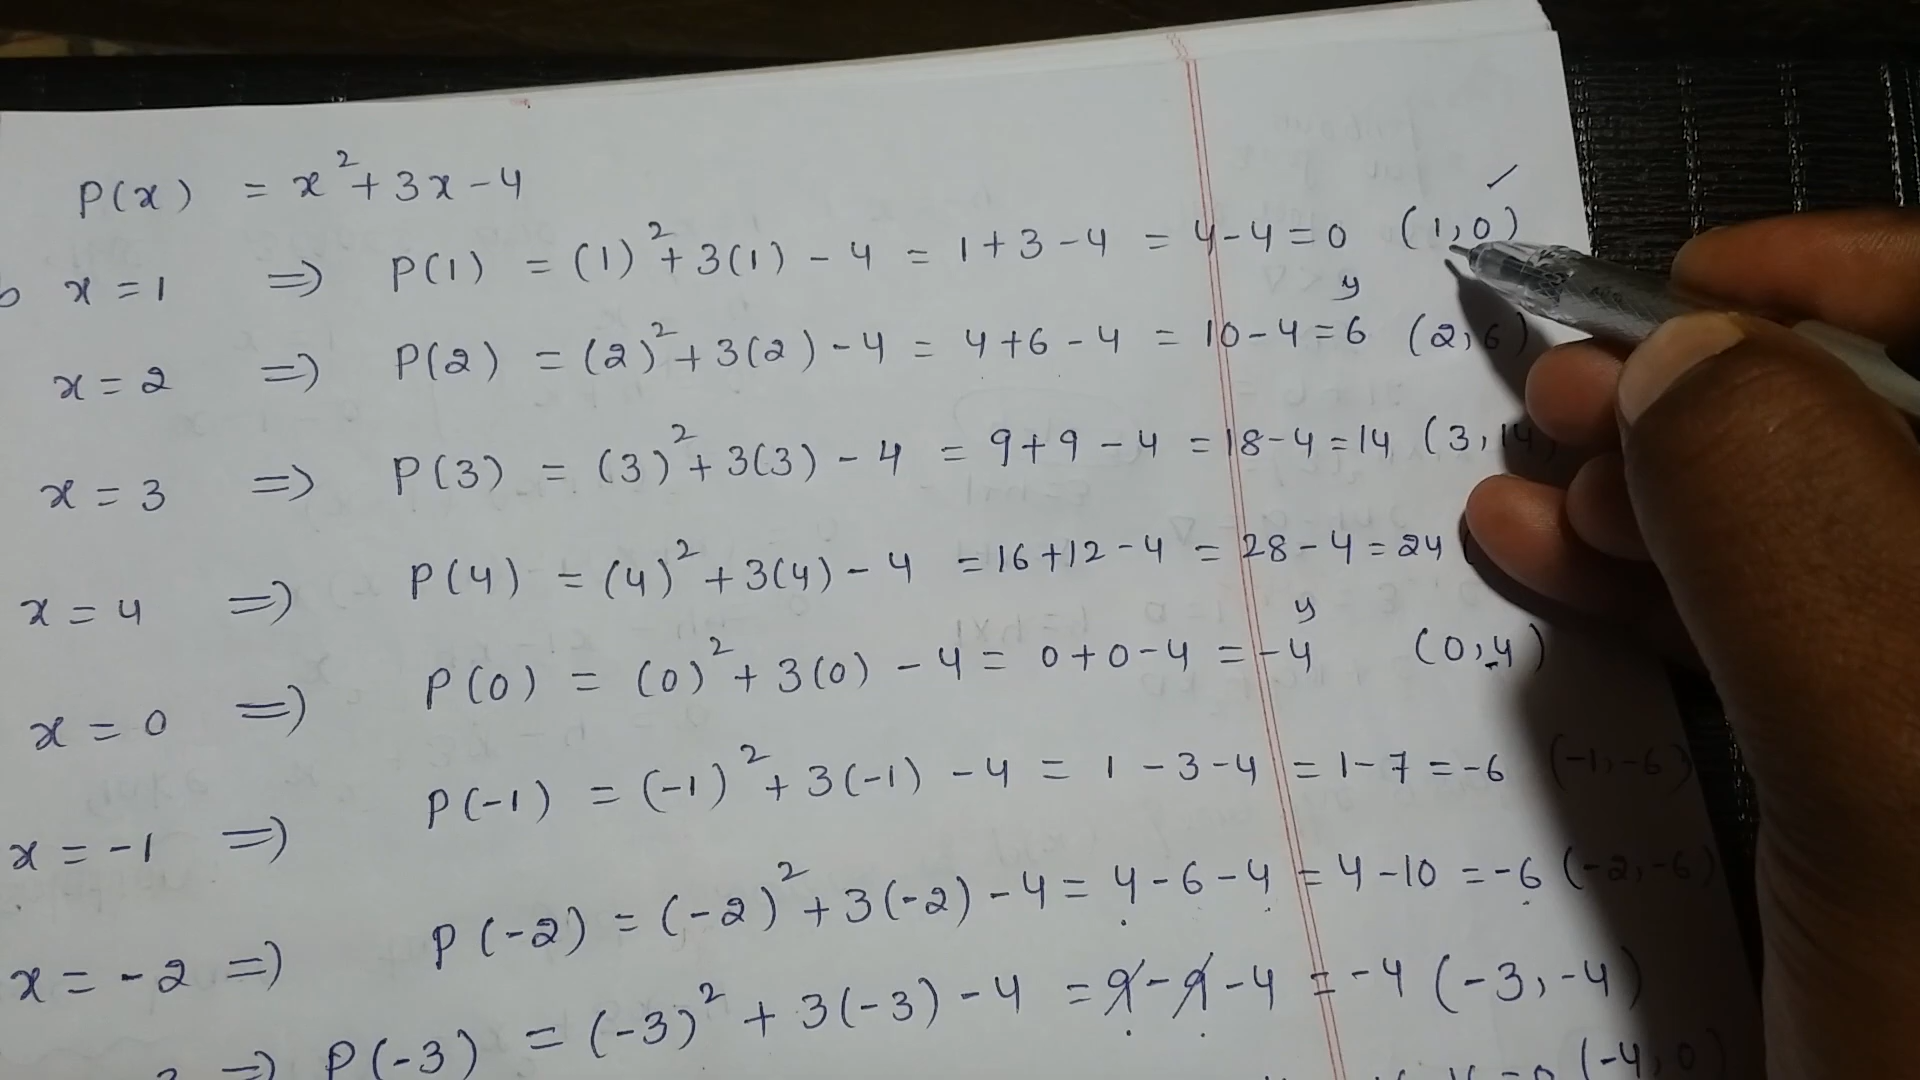 P(x) = x² + 3x - 4
x = 1 ⇒ P(1) = (1)² + 3(1) - 4 = 1 + 3 - 4 = 4 - 4 = 0 (1, 0) ✓
y
x = 2 ⇒ P(2) = (2)² + 3(2) - 4 = 4 + 6 - 4 = 10 - 4 = 6 (2, 6)
x = 3 ⇒ P(3) = (3)² + 3(3) - 4 = 9 + 9 - 4 = 18 - 4 = 14 (3, 14)
x = 4 ⇒ P(4) = (4)² + 3(4) - 4 = 16 + 12 - 4 = 28 - 4 = 24 (
y
x = 0 ⇒ P(0) = (0)² + 3(0) - 4 = 0 + 0 - 4 = -4 (0, -4)
x = -1 ⇒ P(-1) = (-1)² + 3(-1) - 4 = 1 - 3 - 4 = 1 - 7 = -6 (-1, -6)
x = -2 ⇒ P(-2) = (-2)² + 3(-2) - 4 = 4 - 6 - 4 = 4 - 10 = -6 (-2, -6)
⇒ P(-3) = (-3)² + 3(-3) - 4 = 9 - 9 - 4 = -4 (-3, -4)
= 0 (-4, 0)